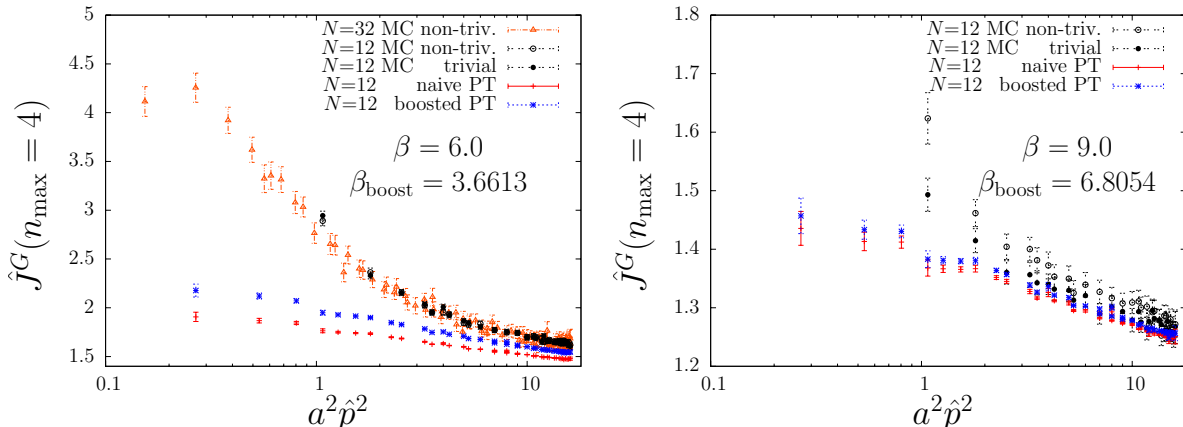 N=32 MC non-triv.
N=12 MC non-triv.
N=12 MC trivial
N=12 naive PT
N=12 boosted PT
β = 6.0
β_boost = 3.6613
Ĵ^G(n_max = 4)
5
4.5
4
3.5
3
2.5
2
1.5
0.1 1 10
a²p̂²
N=12 MC non-triv.
N=12 MC trivial
N=12 naive PT
N=12 boosted PT
β = 9.0
β_boost = 6.8054
Ĵ^G(n_max = 4)
1.8
1.7
1.6
1.5
1.4
1.3
1.2
0.1 1 10
a²p̂²